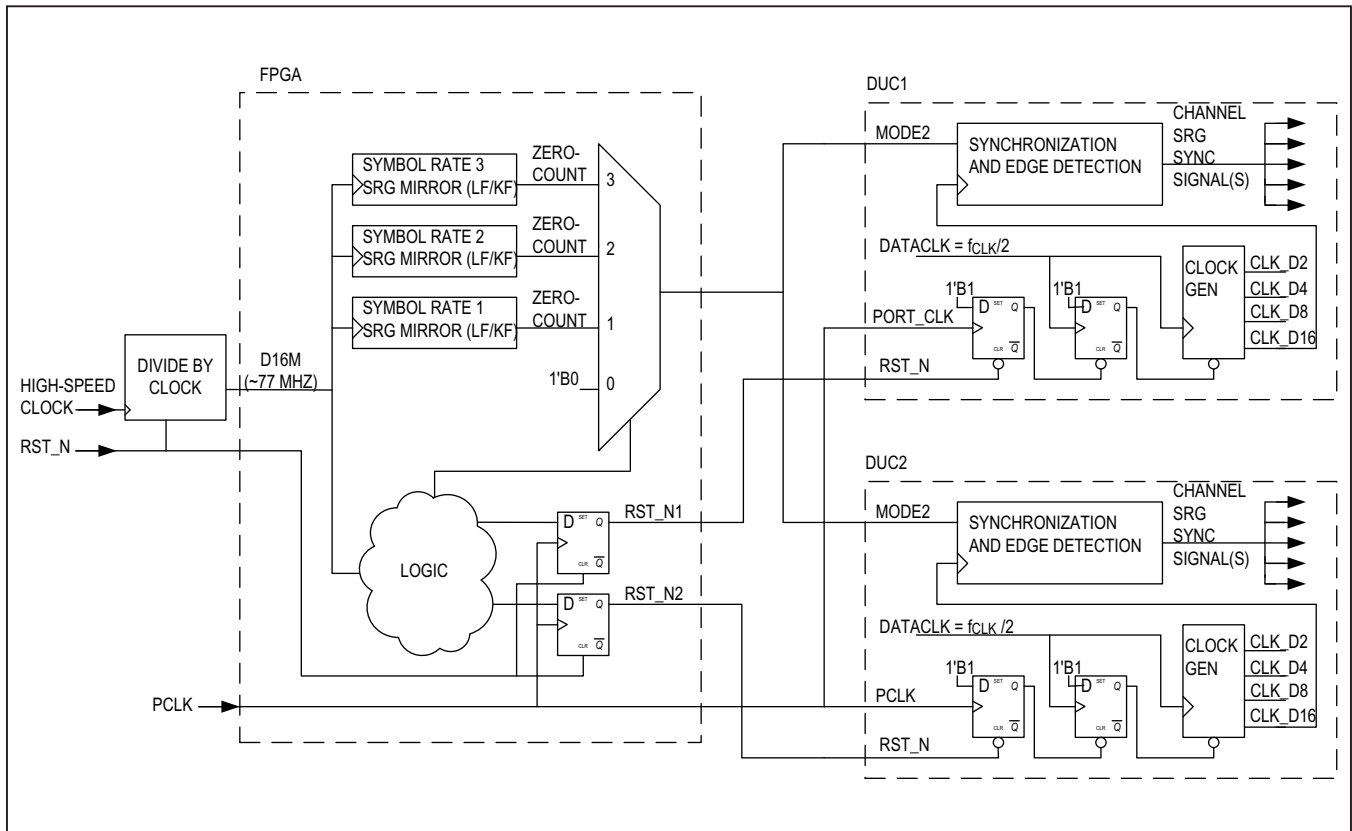 FPGA
SYMBOL RATE 3
SRG MIRROR (LF/KF)
ZERO-
COUNT
3
SYMBOL RATE 2
SRG MIRROR (LF/KF)
ZERO-
COUNT
2
SYMBOL RATE 1
SRG MIRROR (LF/KF)
ZERO-
COUNT
1
1'B0
0
HIGH-SPEED
CLOCK
DIVIDE BY
CLOCK
D16M
(~77 MHZ)
RST_N
LOGIC
D SET Q
CLR Q
RST_N1
D SET Q
CLR Q
RST_N2
PCLK
DUC1
MODE2
SYNCHRONIZATION
AND EDGE DETECTION
CHANNEL
SRG
SYNC
SIGNAL(S)
DATACLK = fCLK/2
1'B1
D SET Q
CLR Q
1'B1
D SET Q
CLR Q
CLOCK
GEN
CLK_D2
CLK_D4
CLK_D8
CLK_D16
PORT_CLK
RST_N
DUC2
MODE2
SYNCHRONIZATION
AND EDGE DETECTION
CHANNEL
SRG
SYNC
SIGNAL(S)
DATACLK = fCLK /2
1'B1
D SET Q
CLR Q
1'B1
D SET Q
CLR Q
CLOCK
GEN
CLK_D2
CLK_D4
CLK_D8
CLK_D16
PCLK
RST_N